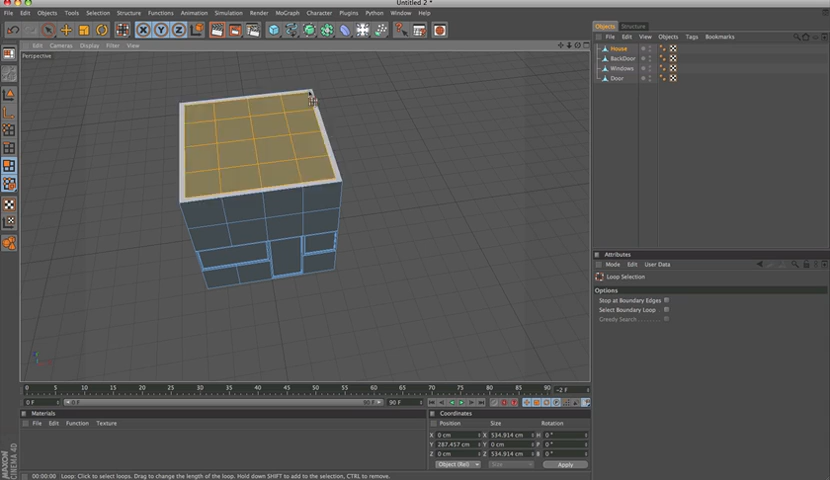 Untitled 2 *
File Edit Objects Tools Selection Structure Functions Animation Simulation Render MoGraph Character Plugins Python Window Help
Edit Cameras Display Filter View
Perspective
Objects Structure
File Edit View Objects Tags Bookmarks
House
BackDoor
Windows
Door
Attributes
Mode Edit User Data
Loop Selection
Options
Stop at Boundary Edges
Select Boundary Loop
Greedy Search
0 5 10 15 20 25 30 35 40 45 50 55 60 65 70 75 80 85 90 -2 F
0 F 0 F 90 F 90 F
Materials
File Edit Function Texture
Coordinates
Position Size Rotation
X 0 cm X 534.914 cm H 0 °
Y 287.457 cm Y 0 cm P 0 °
Z 0 cm Z 534.914 cm B 0 °
Object (Rel) Size Apply
MAXON CINEMA 4D
00:00:00 Loop: Click to select loops. Drag to change the length of the loop. Hold down SHIFT to add to the selection, CTRL to remove.